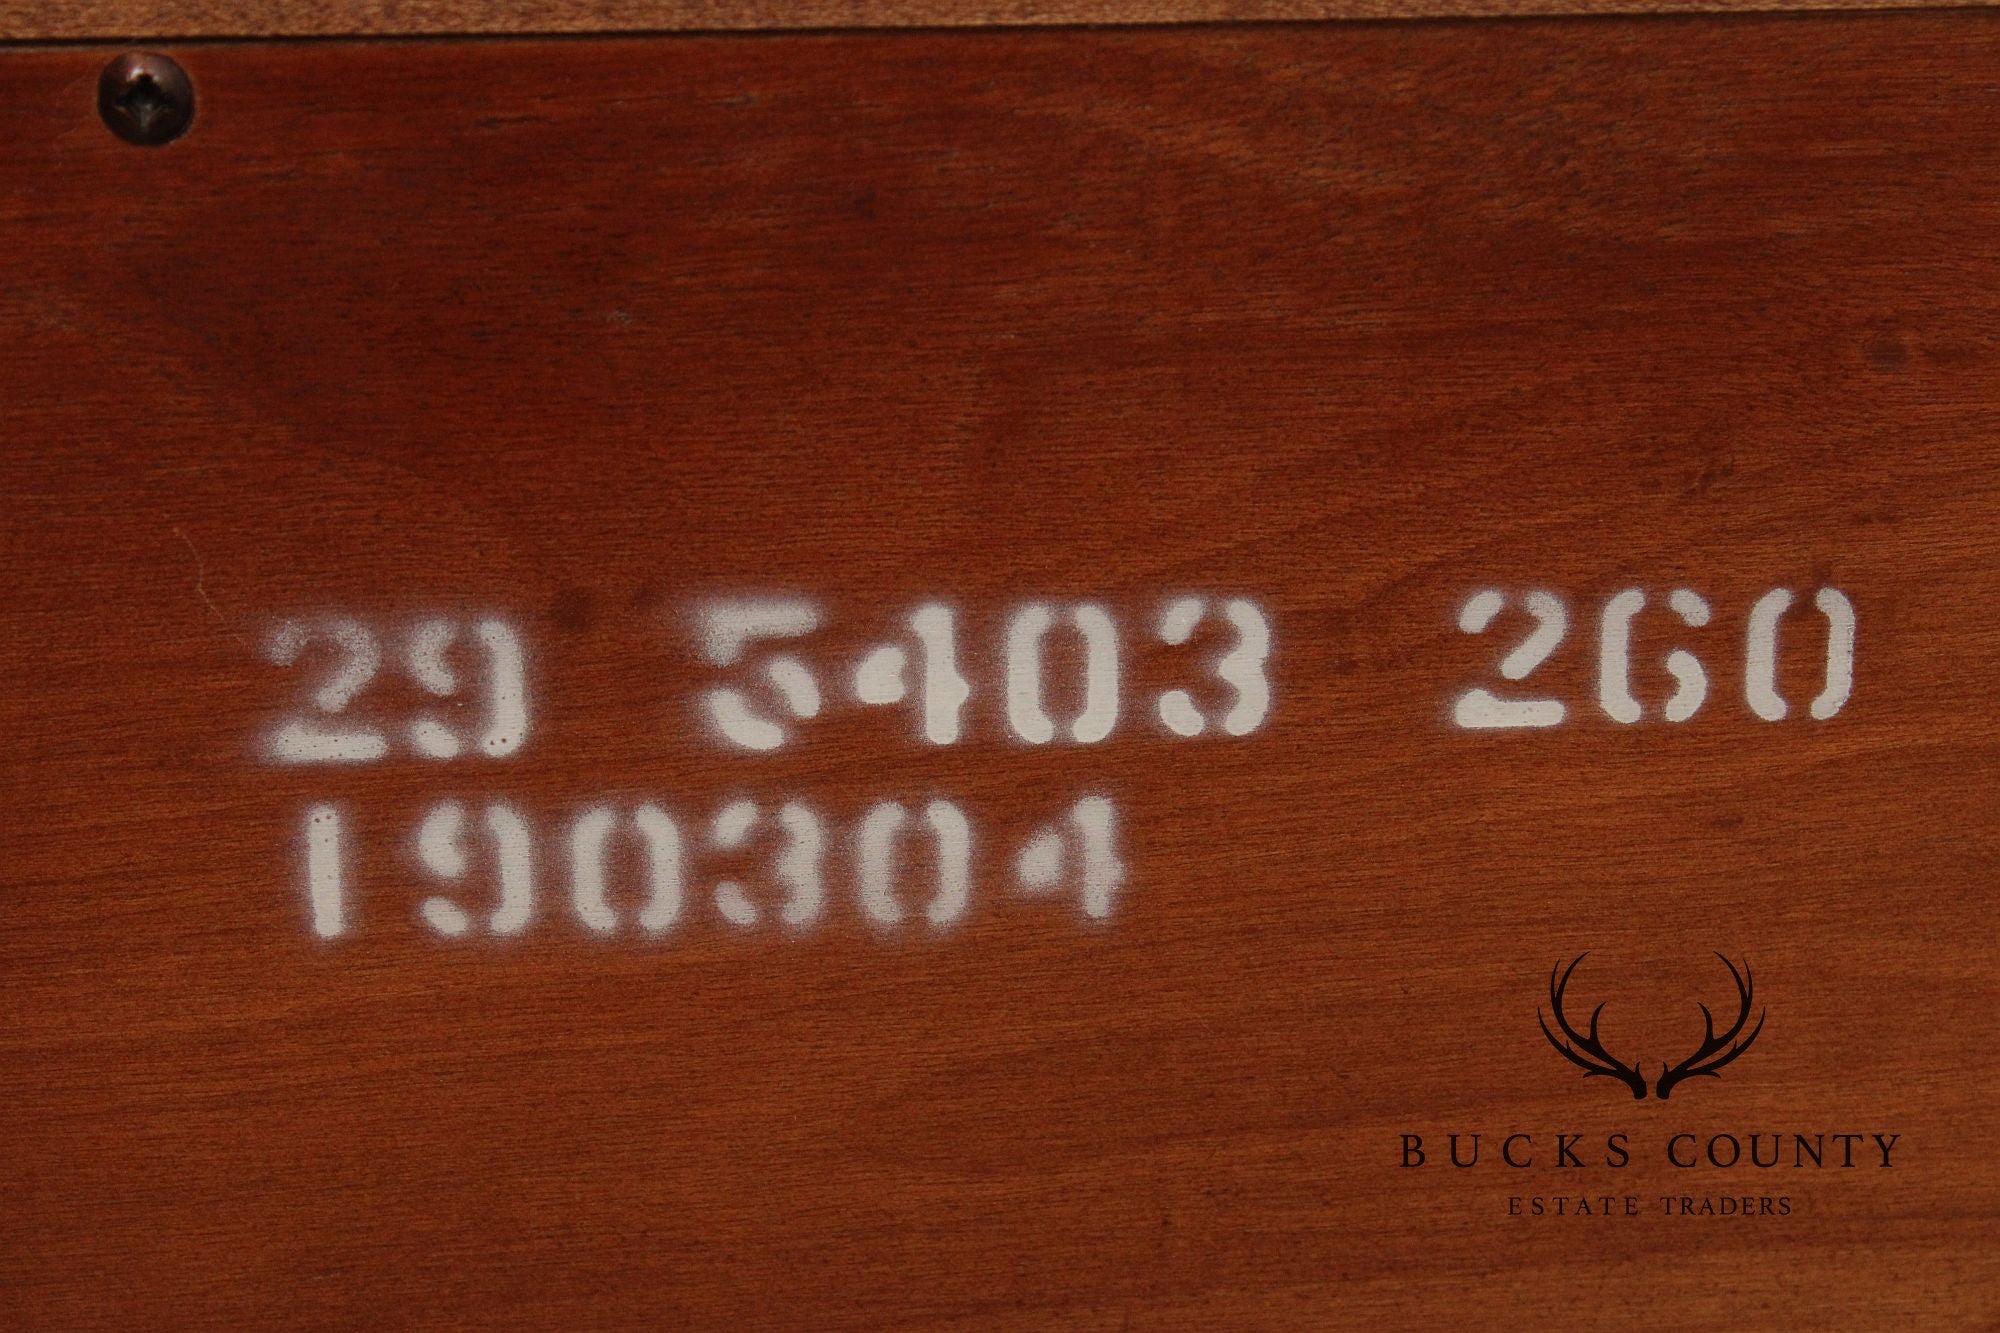 29 5403 260
190304
BUCKS COUNTY
ESTATE TRADERS